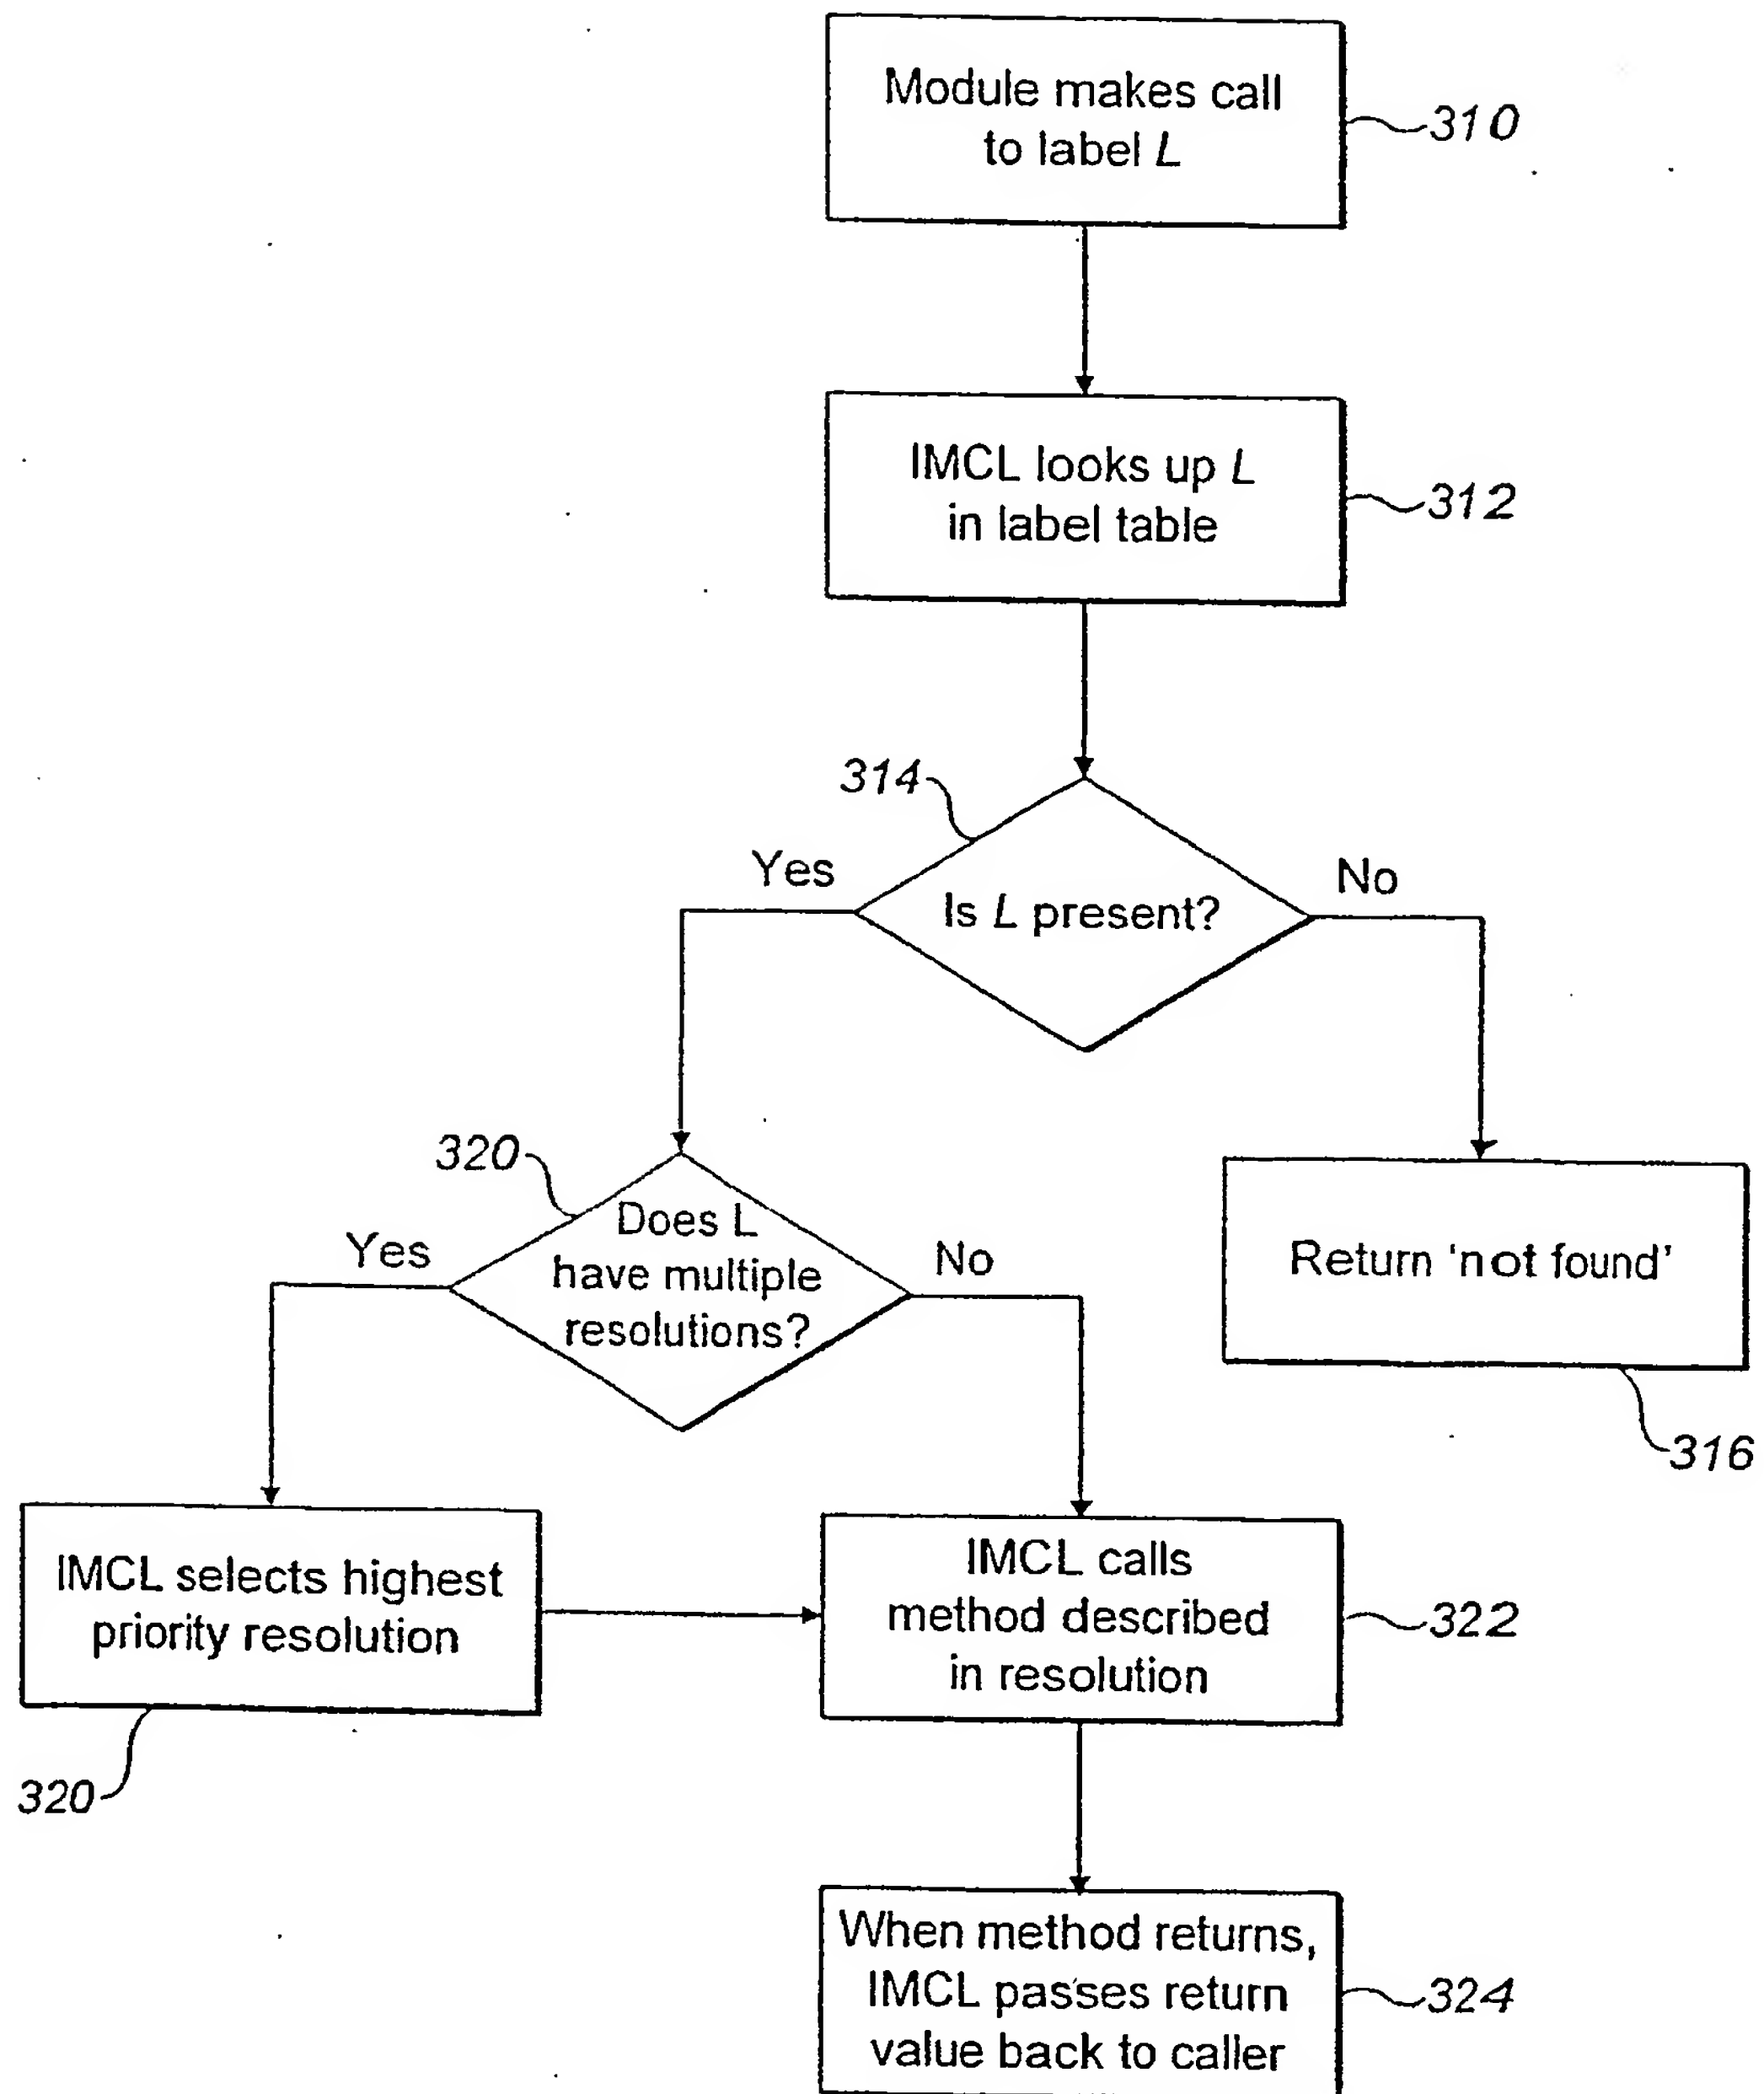 Module makes call
to label L
310
IMCL looks up L
in label table
312
314
Yes
Is L present?
No
320
Yes
Does L
have multiple
resolutions?
No
Return ‘not found’
316
IMCL selects highest
priority resolution
320
IMCL calls
method described
in resolution
322
When method returns,
IMCL passes return
value back to caller
324